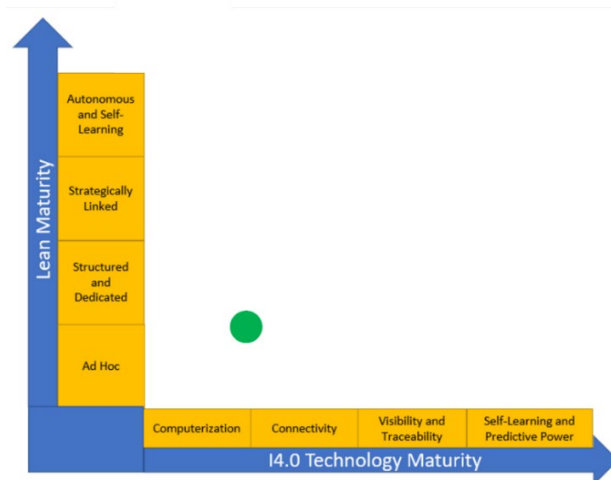 Autonomous
and Self-
Learning
Strategically
Linked
Structured
and
Dedicated
Ad Hoc
Lean Maturity
Computerization
Connectivity
Visibility and
Traceability
Self-Learning and
Predictive Power
I4.0 Technology Maturity